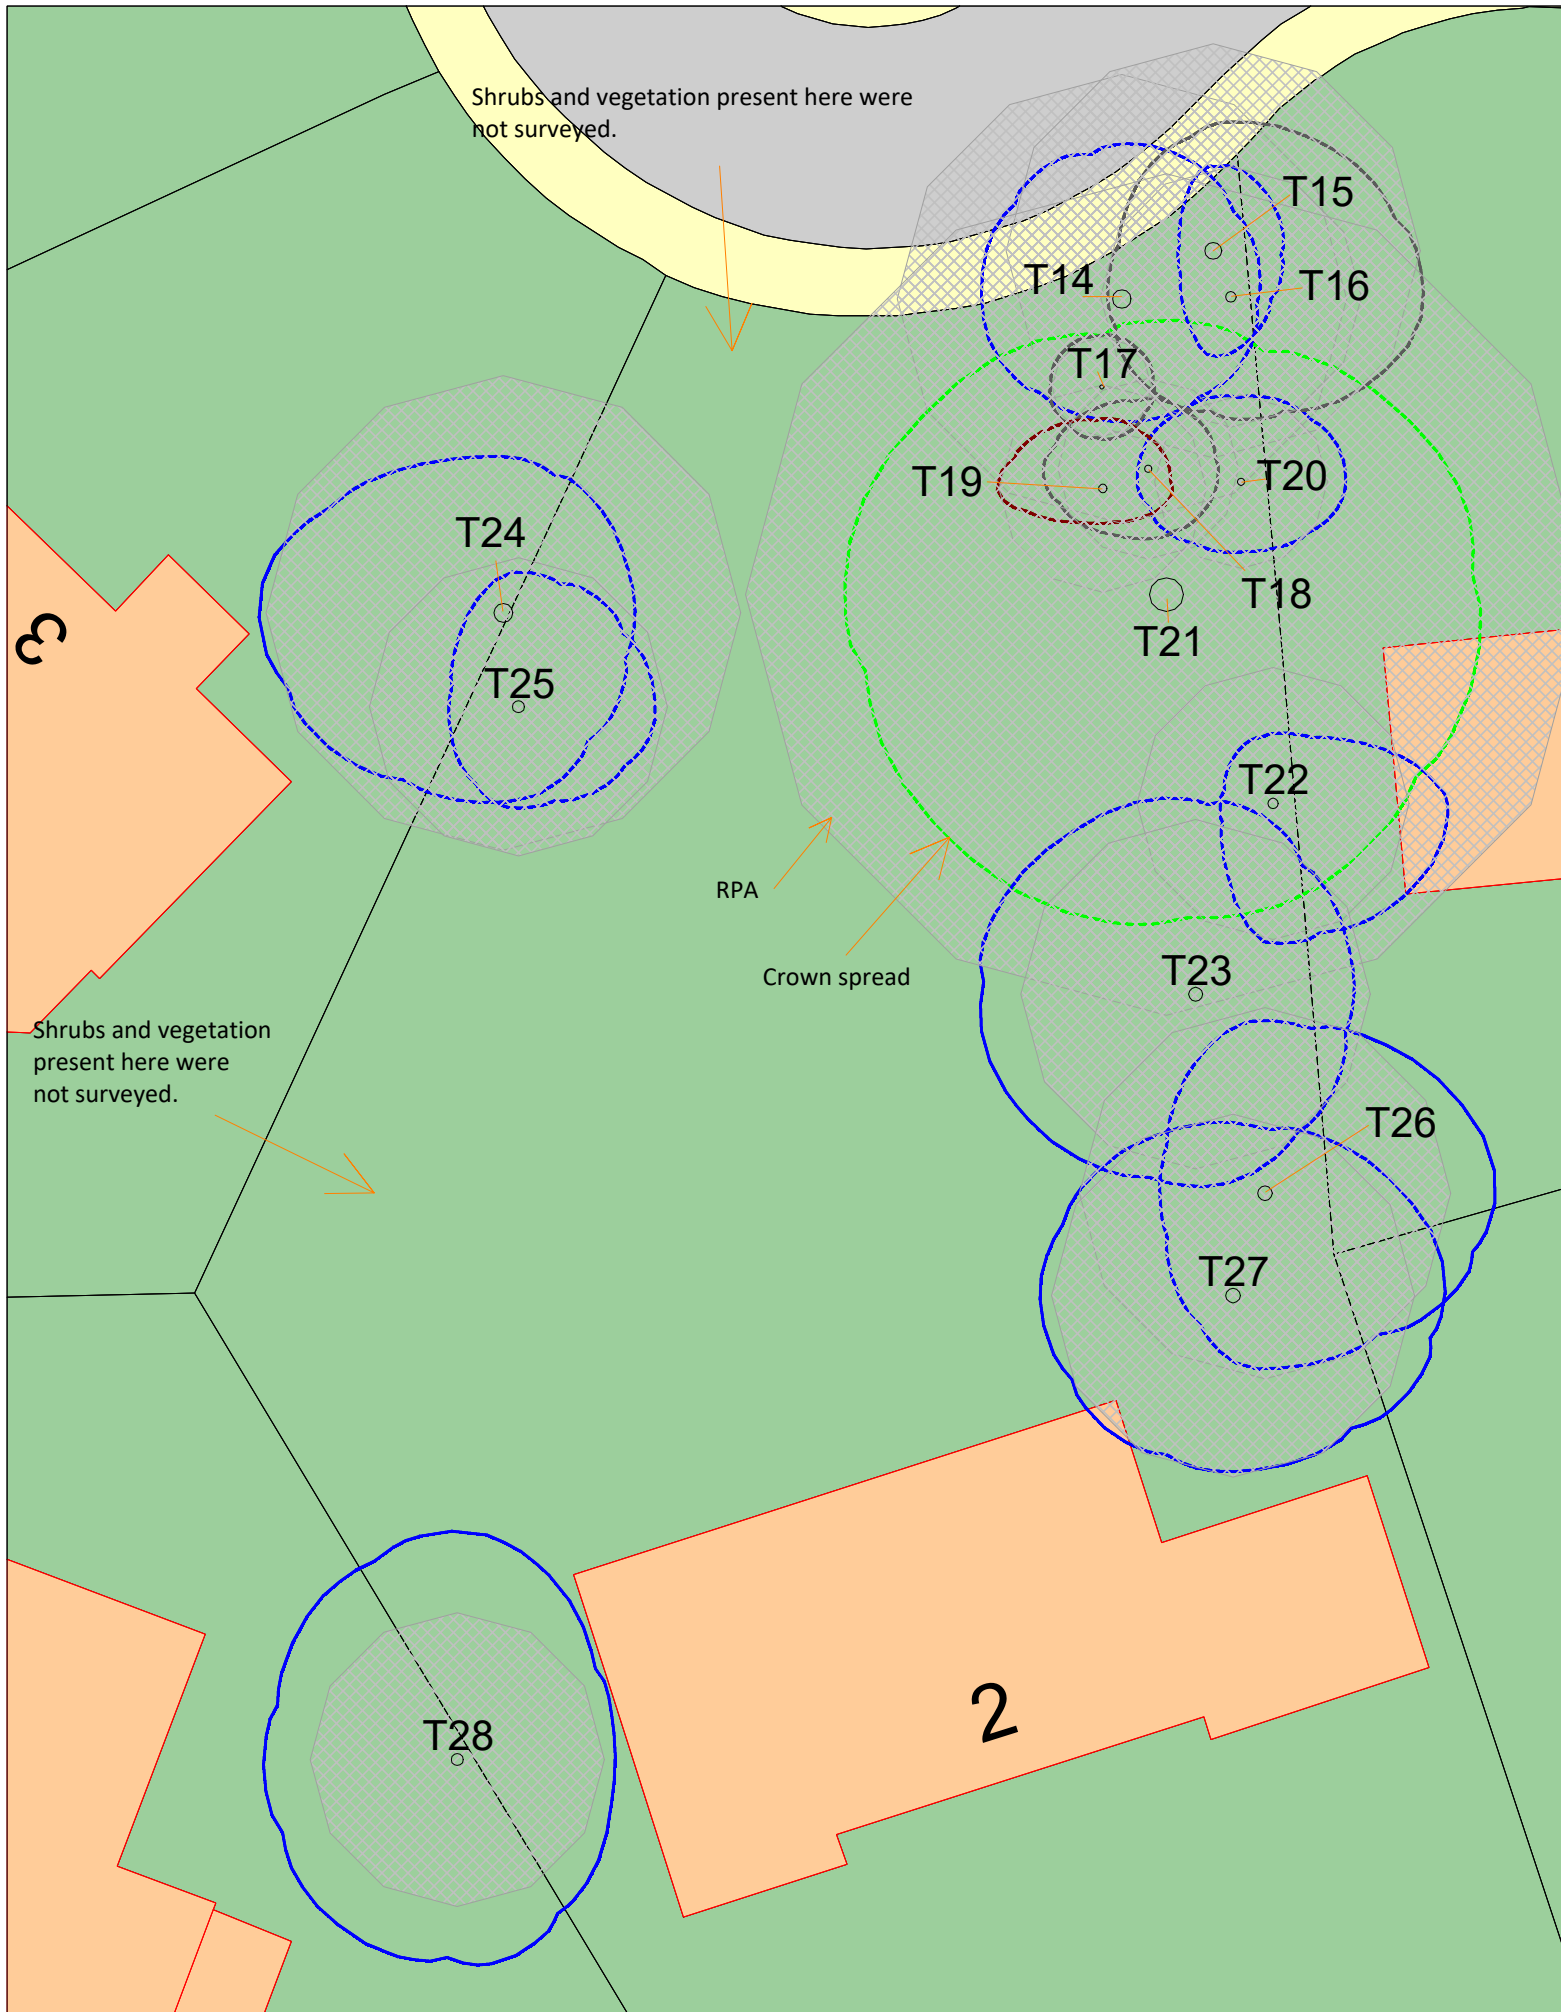 Shrubs and vegetation present here were
not surveyed.
T15
T14
T16
T17
T19
T20
T24
T18
3
T21
T25
T22
RPA
T23
Crown spread
Shrubs and vegetation
present here were
not surveyed.
T26
T27
2
T28